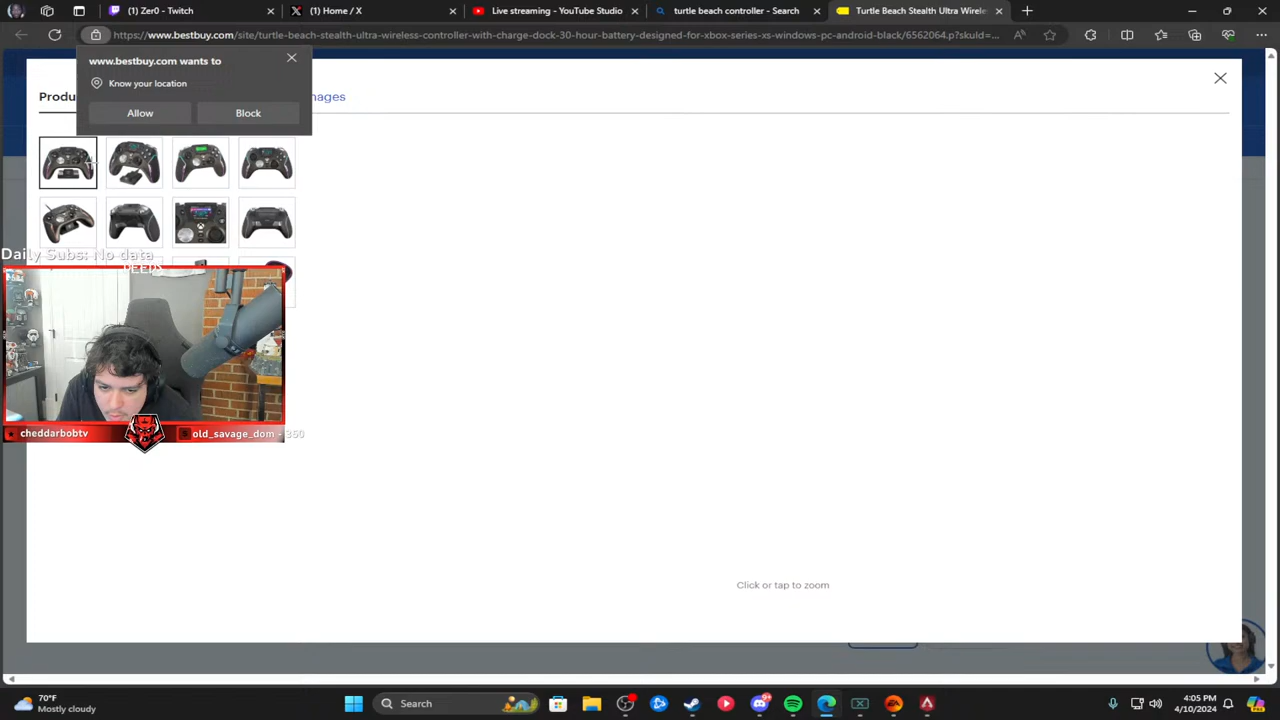 Zer0 - Twitch
(1) Home / X
Live streaming - YouTube Studio
turtle beach controller - Search
Turtle Beach Stealth Ultra Wirele
https://www.bestbuy.com/site/turtle-beach-stealth-ultra-wireless-controller-with-charge-dock-30-hour-battery-designed-for-xbox-series-xs-windows-pc-android-black/6562064.p?skuId=...
www.bestbuy.com wants to
Know your location
Allow
Block
Produ
mages
Daily Subs: No data
cheddarbobtv
old_savage_dom - 360
Click or tap to zoom
70°F
Mostly cloudy
Search
9+
4:05 PM
4/10/2024